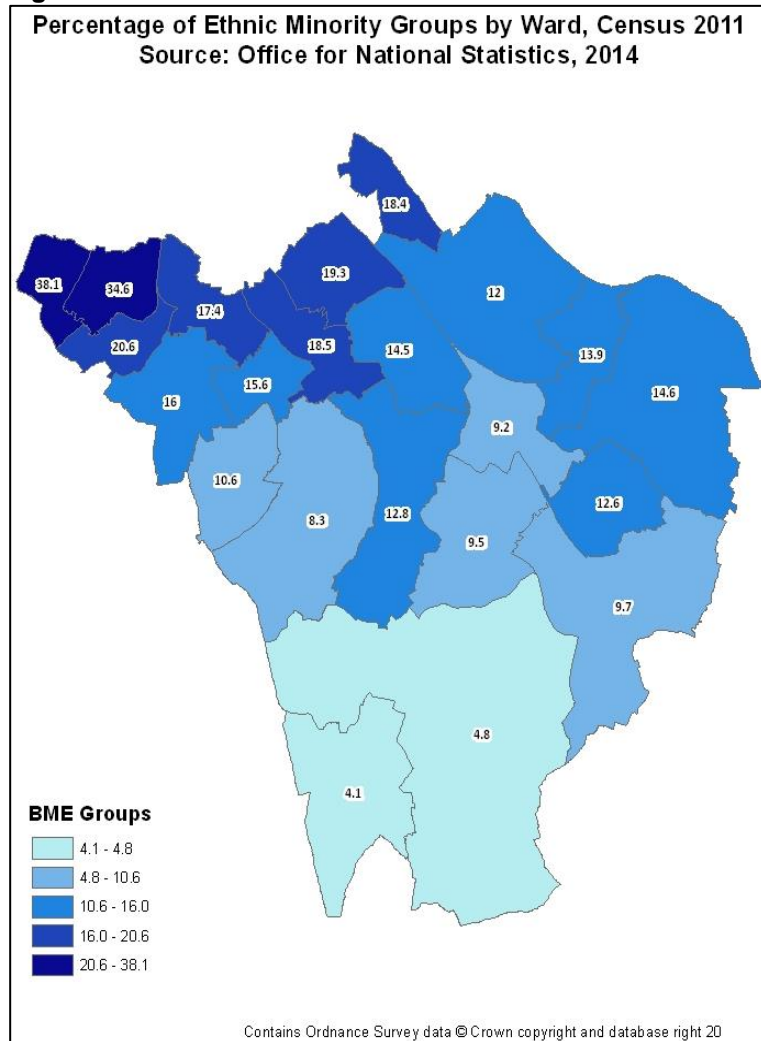 Percentage of Ethnic Minority Groups by Ward, Census 2011
Source: Office for National Statistics, 2014
18.4
38.1
34.6
19.3
12
17.4
20.6
18.5
14.5
13.9
14.6
16
15.6
9.2
10.6
8.3
12.8
9.5
12.6
9.7
4.8
4.1
BME Groups
4.1 - 4.8
4.8 - 10.6
10.6 - 16.0
16.0 - 20.6
20.6 - 38.1
Contains Ordnance Survey data © Crown copyright and database right 20